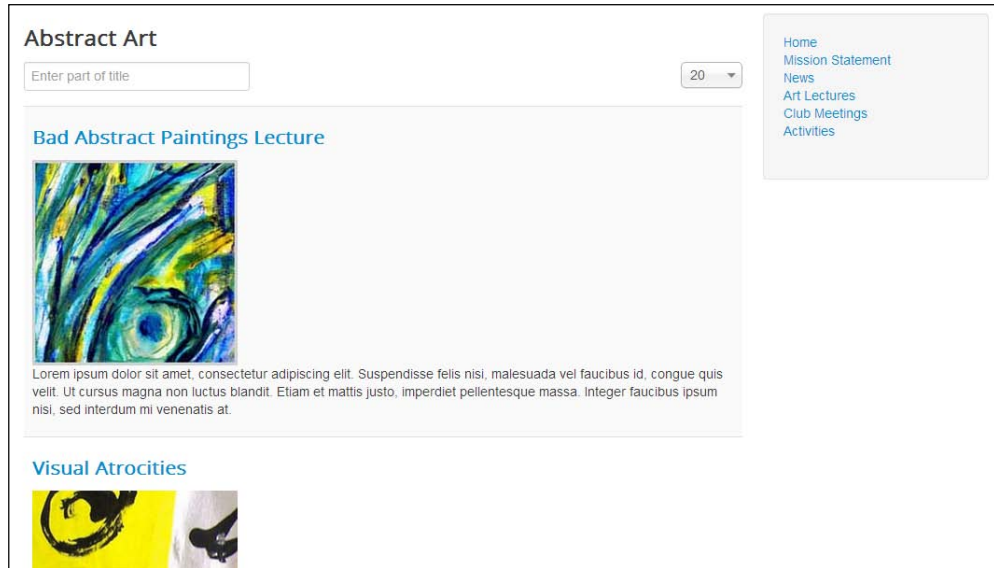 Abstract Art
Enter part of title
20
Bad Abstract Paintings Lecture
Lorem ipsum dolor sit amet, consectetur adipiscing elit. Suspendisse felis nisi, malesuada vel faucibus id, congue quis
velit. Ut cursus magna non luctus blandit. Etiam et mattis justo, imperdiet pellentesque massa. Integer faucibus ipsum
nisi, sed interdum mi venenatis at.
Visual Atrocities
Home
Mission Statement
News
Art Lectures
Club Meetings
Activities